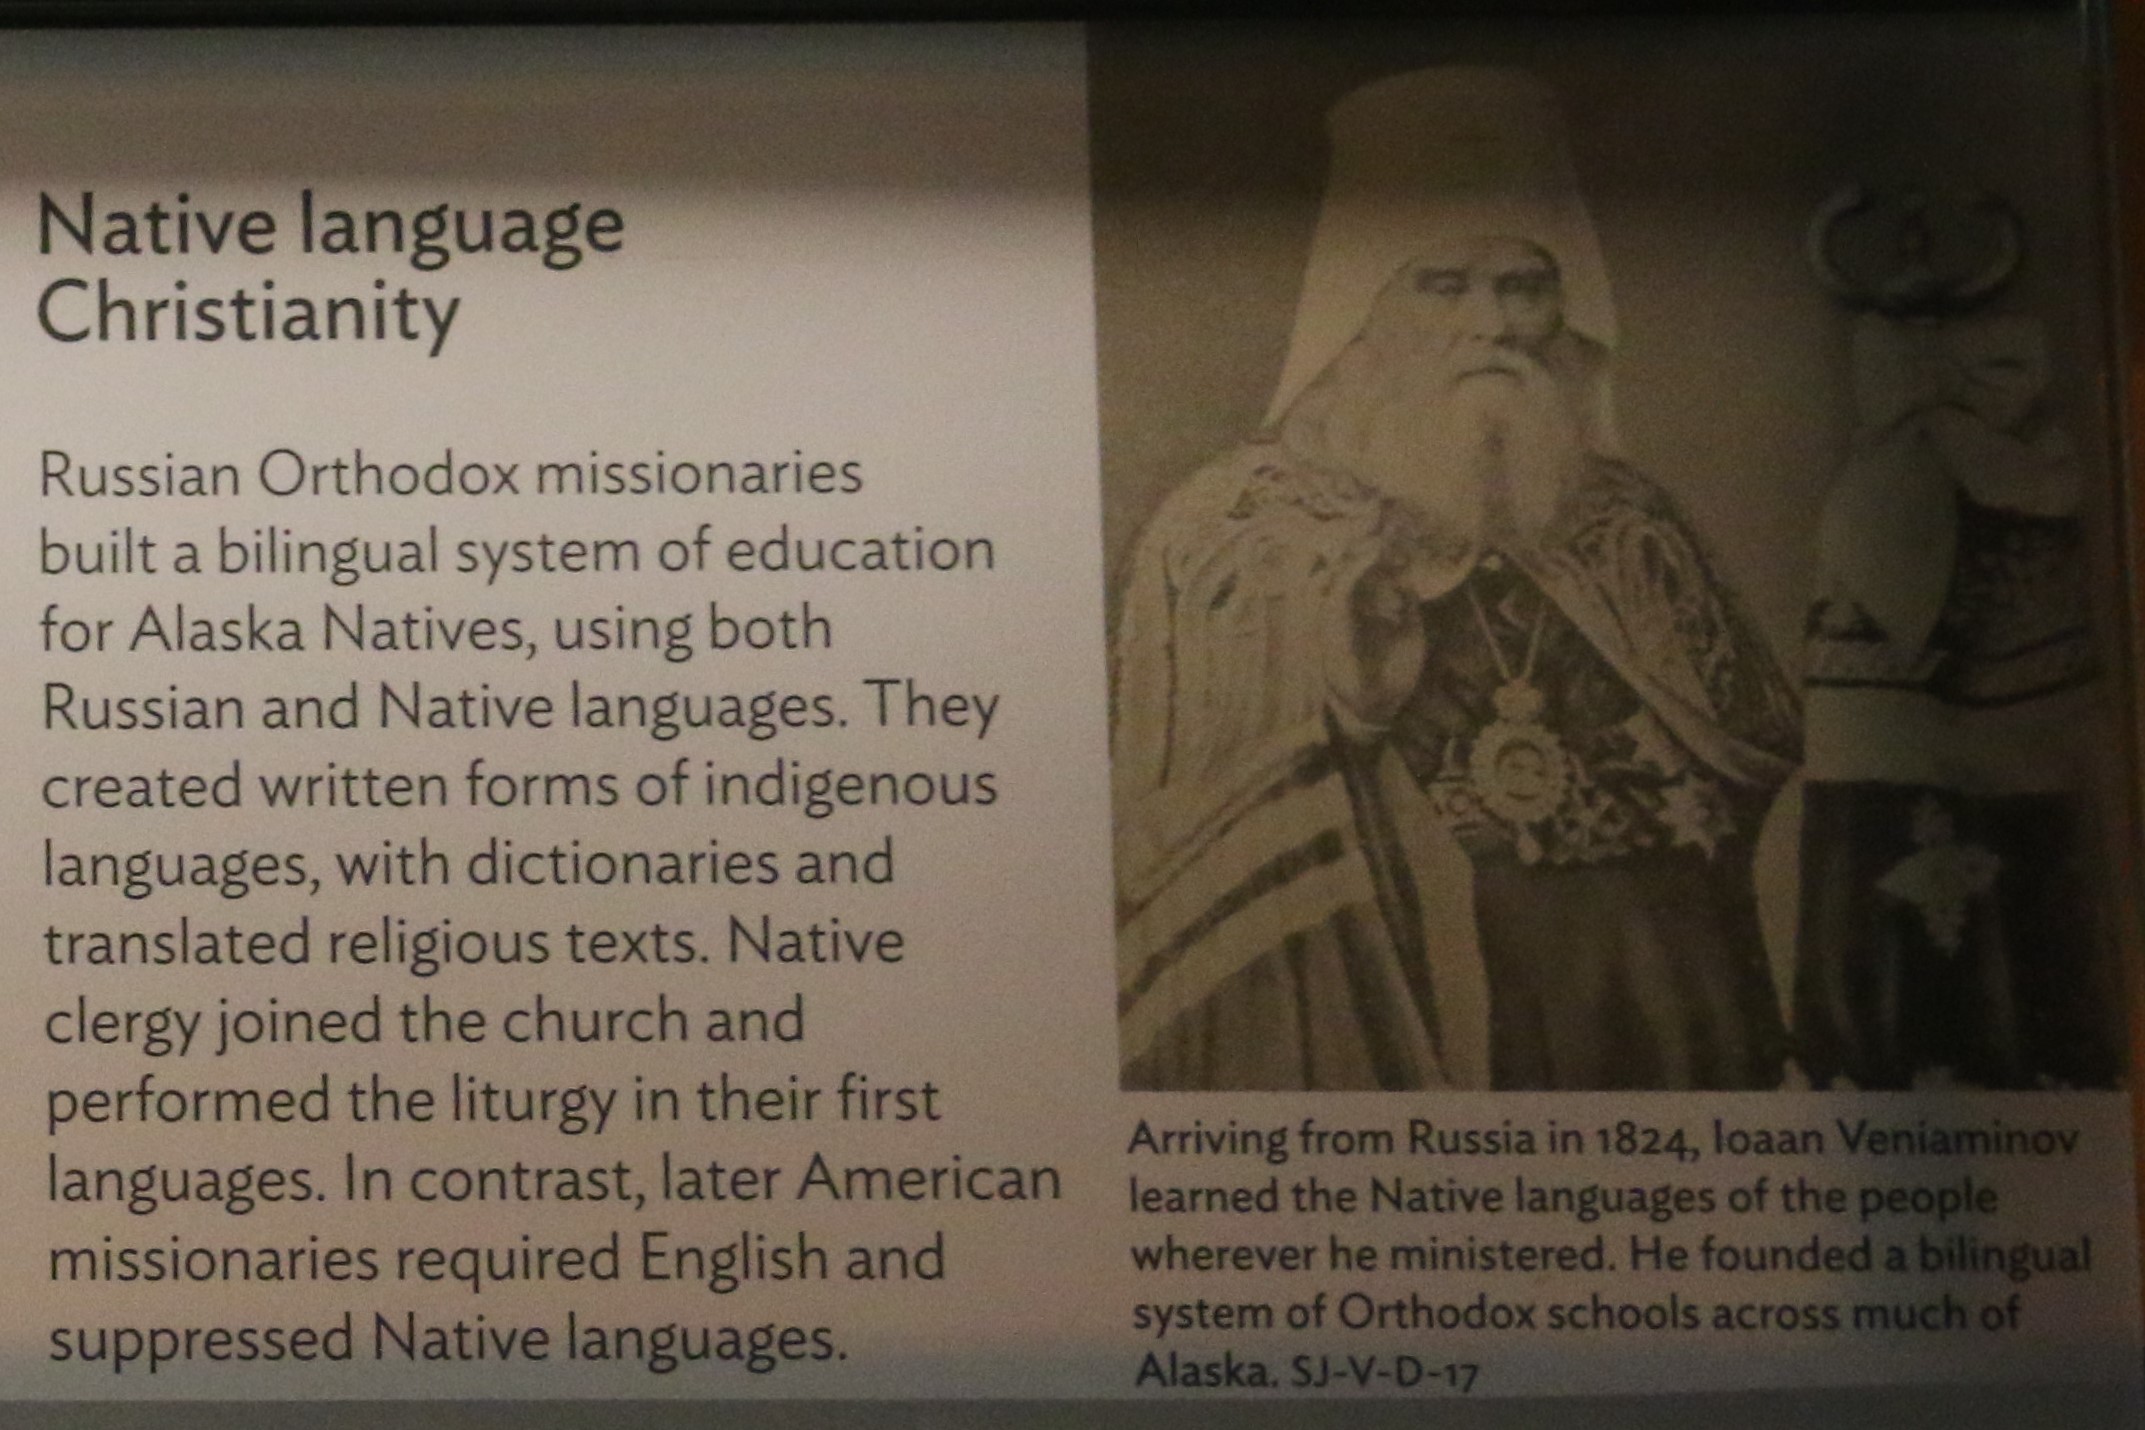 Native language
Christianity
Russian Orthodox missionaries
built a bilingual system of education
for Alaska Natives, using both
Russian and Native languages. They
created written forms of indigenous
languages, with dictionaries and
translated religious texts. Native
clergy joined the church and
performed the liturgy in their first
languages. In contrast, later American
missionaries required English and
suppressed Native languages.
Arriving from Russia in 1824, Ioaan Veniaminov
learned the Native languages of the people
wherever he ministered. He founded a bilingual
system of Orthodox schools across much of
Alaska. SJ-V-D-17